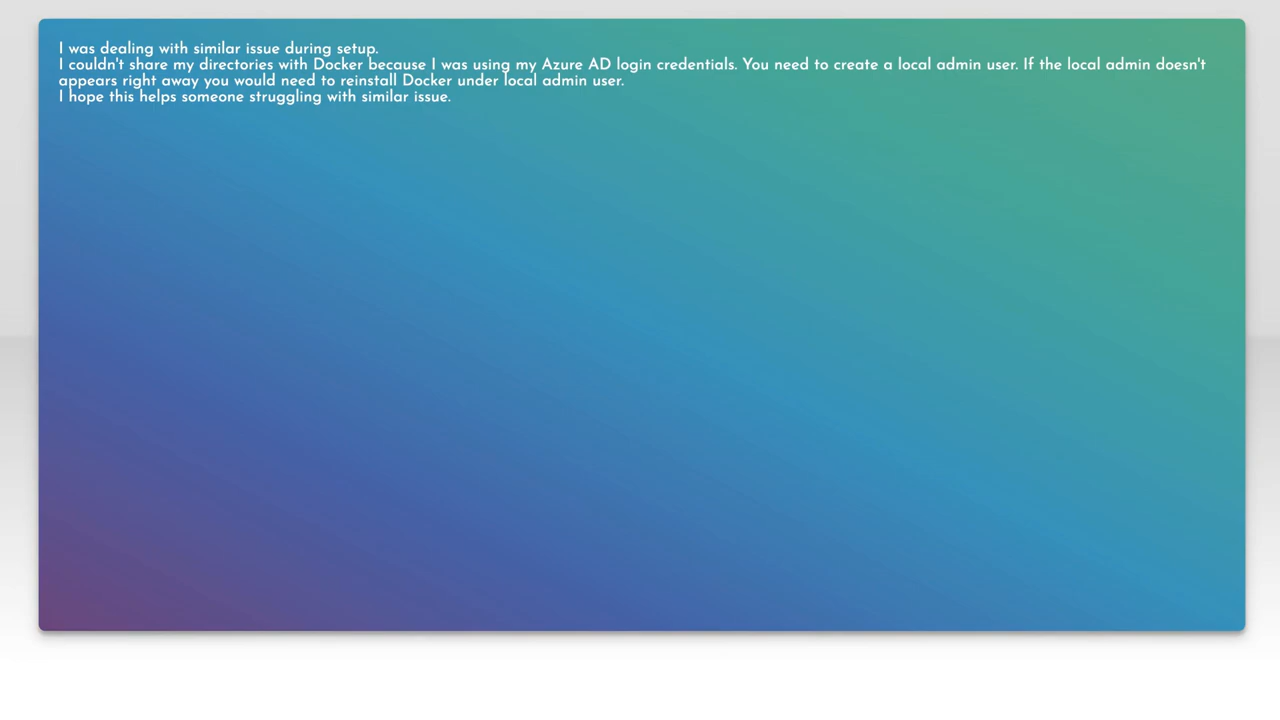 I was dealing with similar issue during setup.
I couldn't share my directories with Docker because I was using my Azure AD login credentials. You need to create a local admin user. If the local admin doesn't
appears right away you would need to reinstall Docker under local admin user.
I hope this helps someone struggling with similar issue.